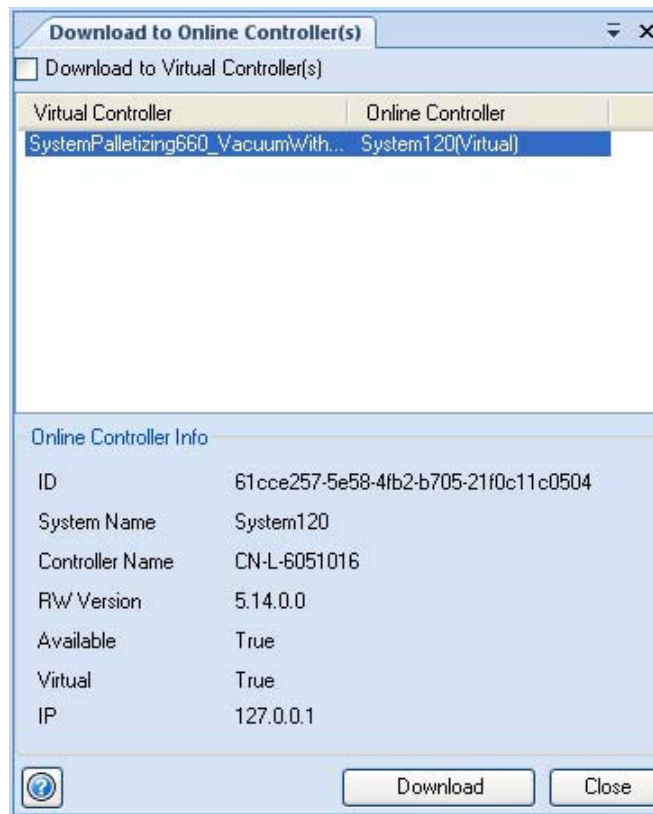 Download to Online Controller(s)
Download to Virtual Controller(s)
Virtual Controller Online Controller
SystemPalletizing660_VacuumWith... System120(Virtual)
Online Controller Info
ID 61cce257-5e58-4fb2-b705-21f0c11c0504
System Name System120
Controller Name CN-L-6051016
RW Version 5.14.0.0
Available True
Virtual True
IP 127.0.0.1
Download Close